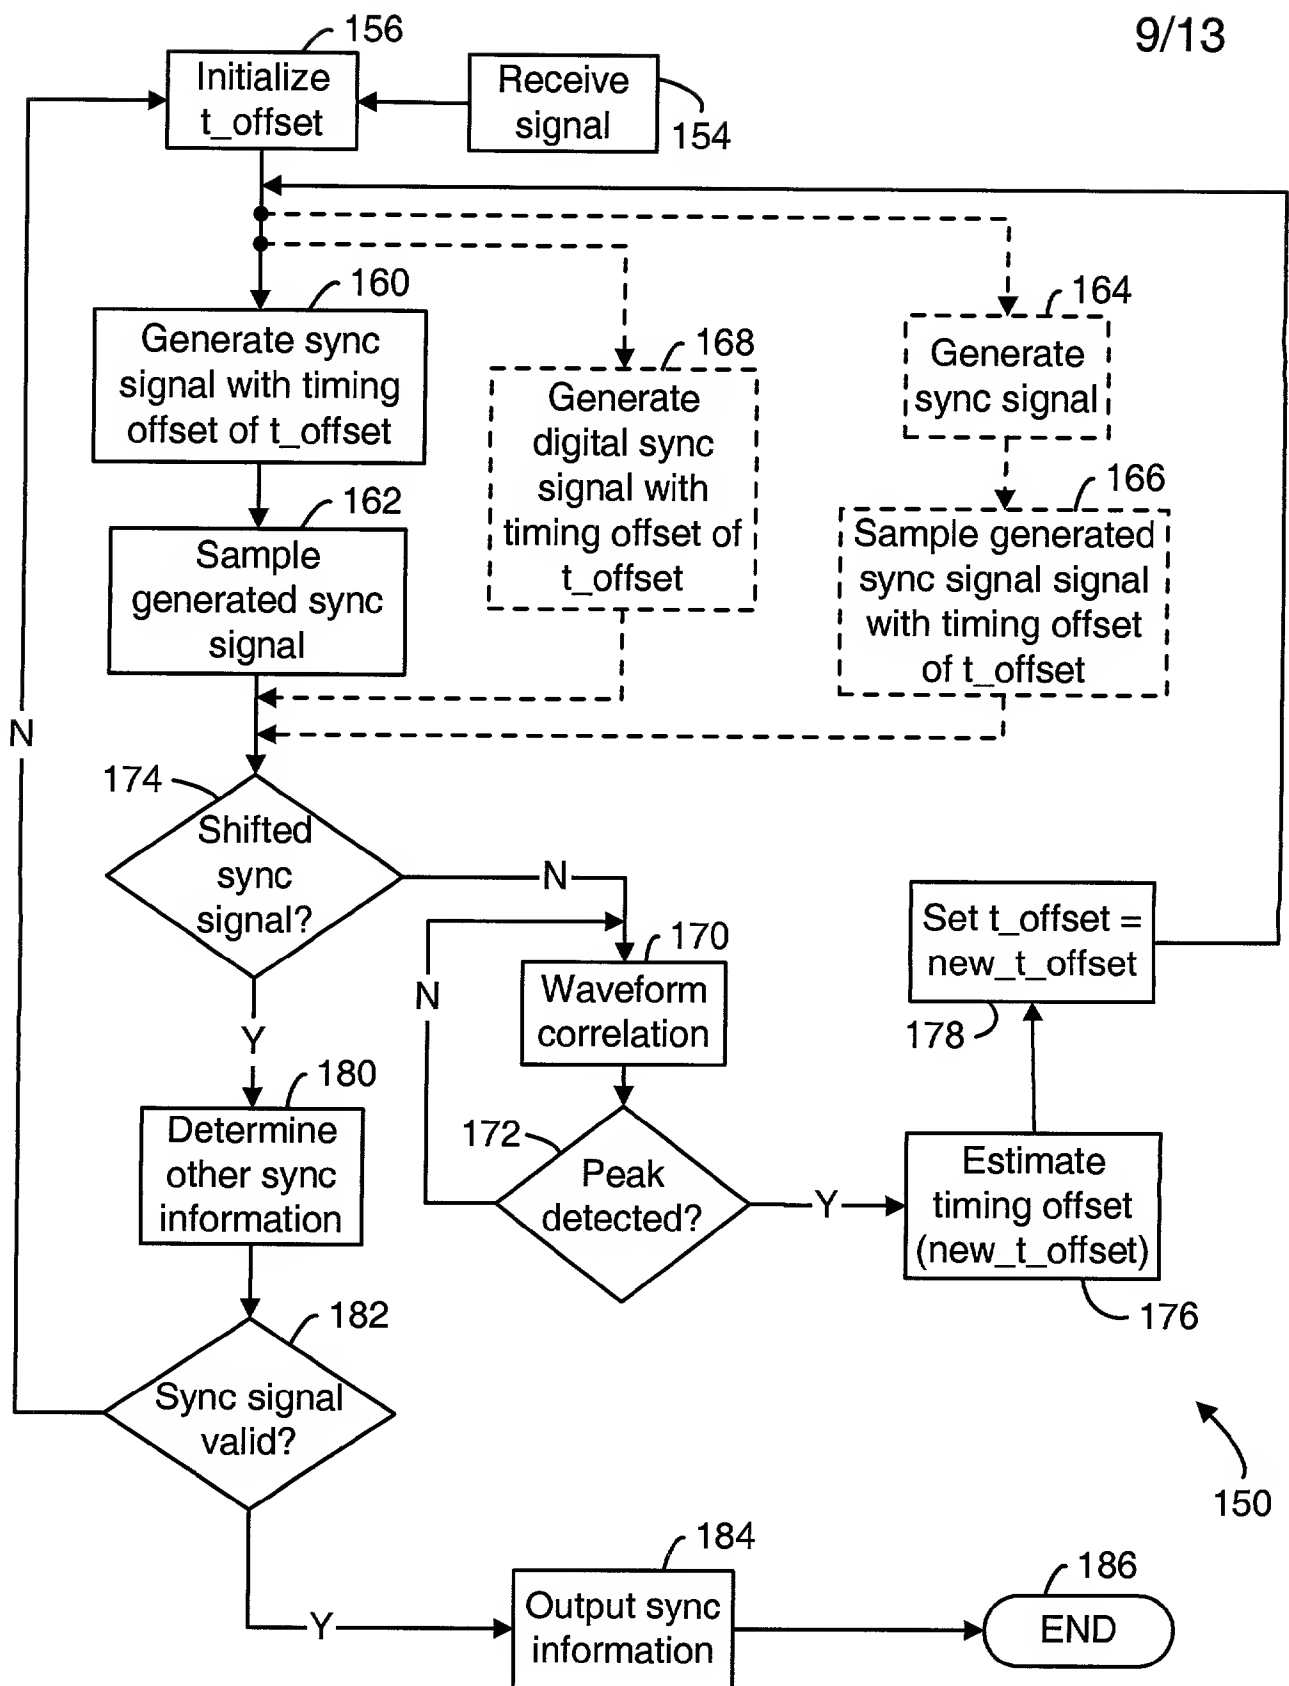 9/13
156
Initialize
t_offset
Receive
signal
154
160
Generate sync
signal with timing
offset of t_offset
168
Generate
digital sync
signal with
timing offset of
t_offset
164
Generate
sync signal
162
Sample
generated sync
signal
166
Sample generated
sync signal signal
with timing offset
of t_offset
N
174
Shifted
sync
signal?
N
Y
N
170
Waveform
correlation
Set t_offset =
new_t_offset
178
180
Determine
other sync
information
172
Peak
detected?
Y
Estimate
timing offset
(new_t_offset)
176
182
Sync signal
valid?
150
Y
184
Output sync
information
186
END